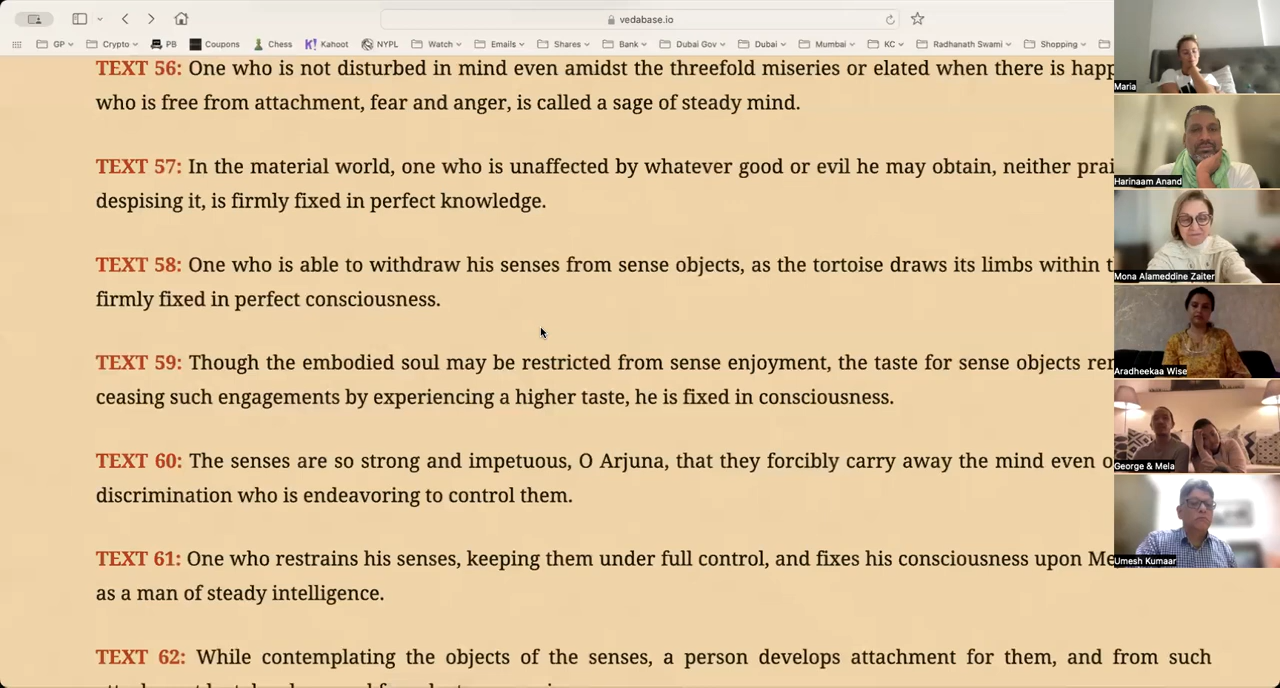 vedabase.io
GP
Crypto
PB
Coupons
Chess
K! Kahoot
NYPL
Watch
Emails
Shares
Bank
Dubai Gov
Dubai
Mumbai
KC
Radhanath Swami
Shopping
TEXT 56: One who is not disturbed in mind even amidst the threefold miseries or elated when there is
who is free from attachment, fear and anger, is called a sage of steady mind.
TEXT 57: In the material world, one who is unaffected by whatever good or evil he may obtain, neither
despising it, is firmly fixed in perfect knowledge.
TEXT 58: One who is able to withdraw his senses from sense objects, as the tortoise draws its limbs within
firmly fixed in perfect consciousness.
TEXT 59: Though the embodied soul may be restricted from sense enjoyment, the taste for sense objects
ceasing such engagements by experiencing a higher taste, he is fixed in consciousness.
TEXT 60: The senses are so strong and impetuous, O Arjuna, that they forcibly carry away the mind even
discrimination who is endeavoring to control them.
TEXT 61: One who restrains his senses, keeping them under full control, and fixes his consciousness upon Me
as a man of steady intelligence.
TEXT 62: While contemplating the objects of the senses, a person develops attachment for them, and from such
Maria
Harinaam Anand
Mona Alameddine Zaiter
Aradheekaa Wise
George & Mela
Umesh Kumaar